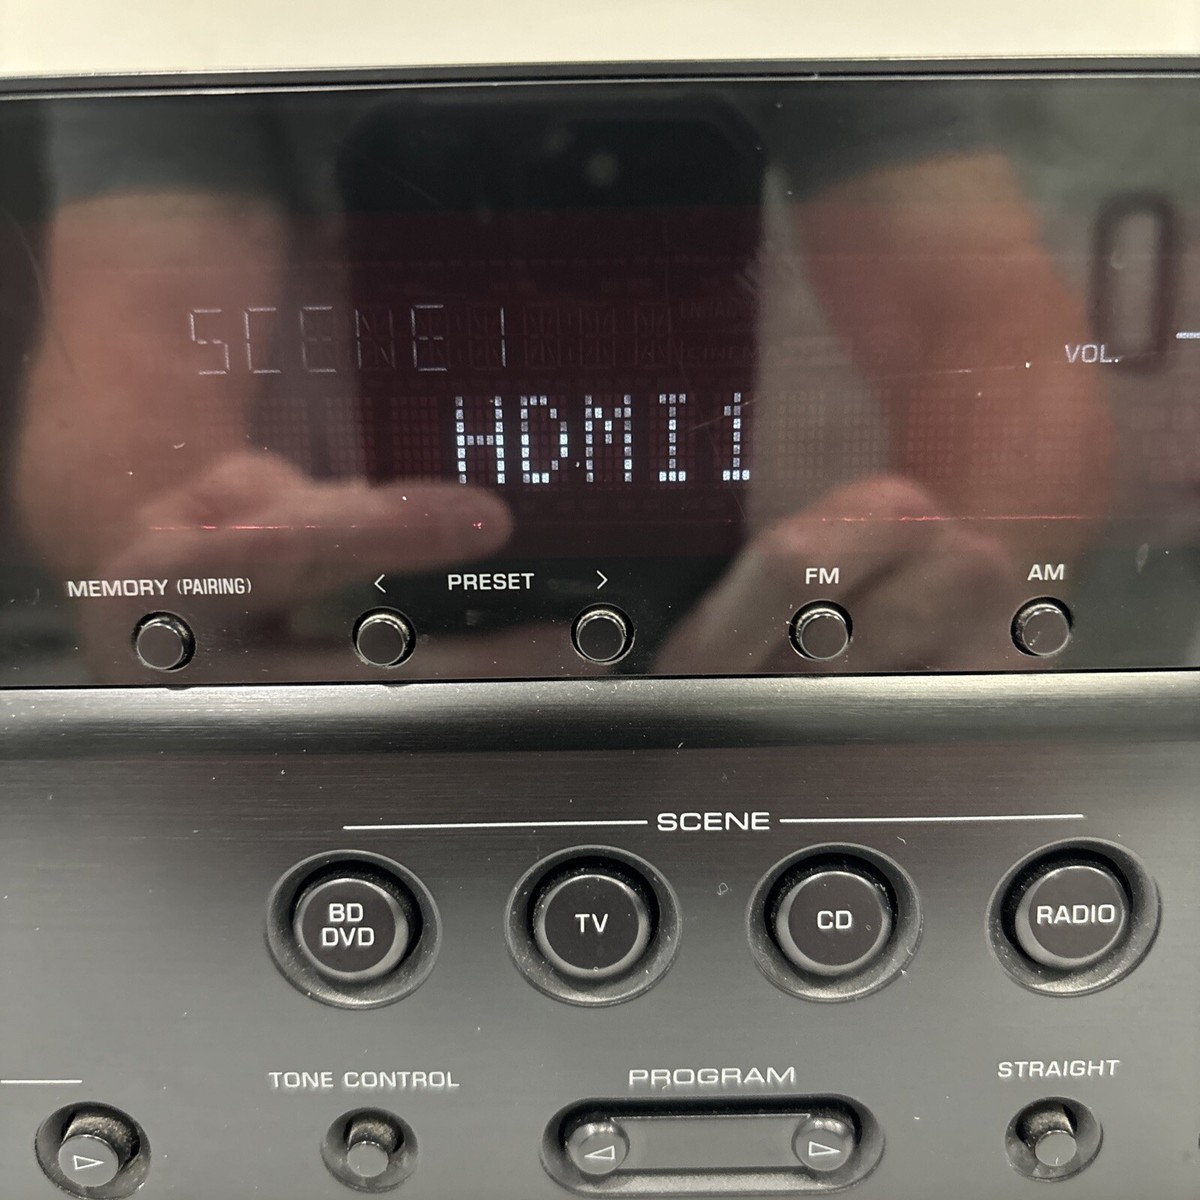 SCENE1
VOL.
HDMI1
MEMORY (PAIRING) < PRESET > FM AM
SCENE
BD
DVD
TV
CD
RADIO
TONE CONTROL
PROGRAM
STRAIGHT